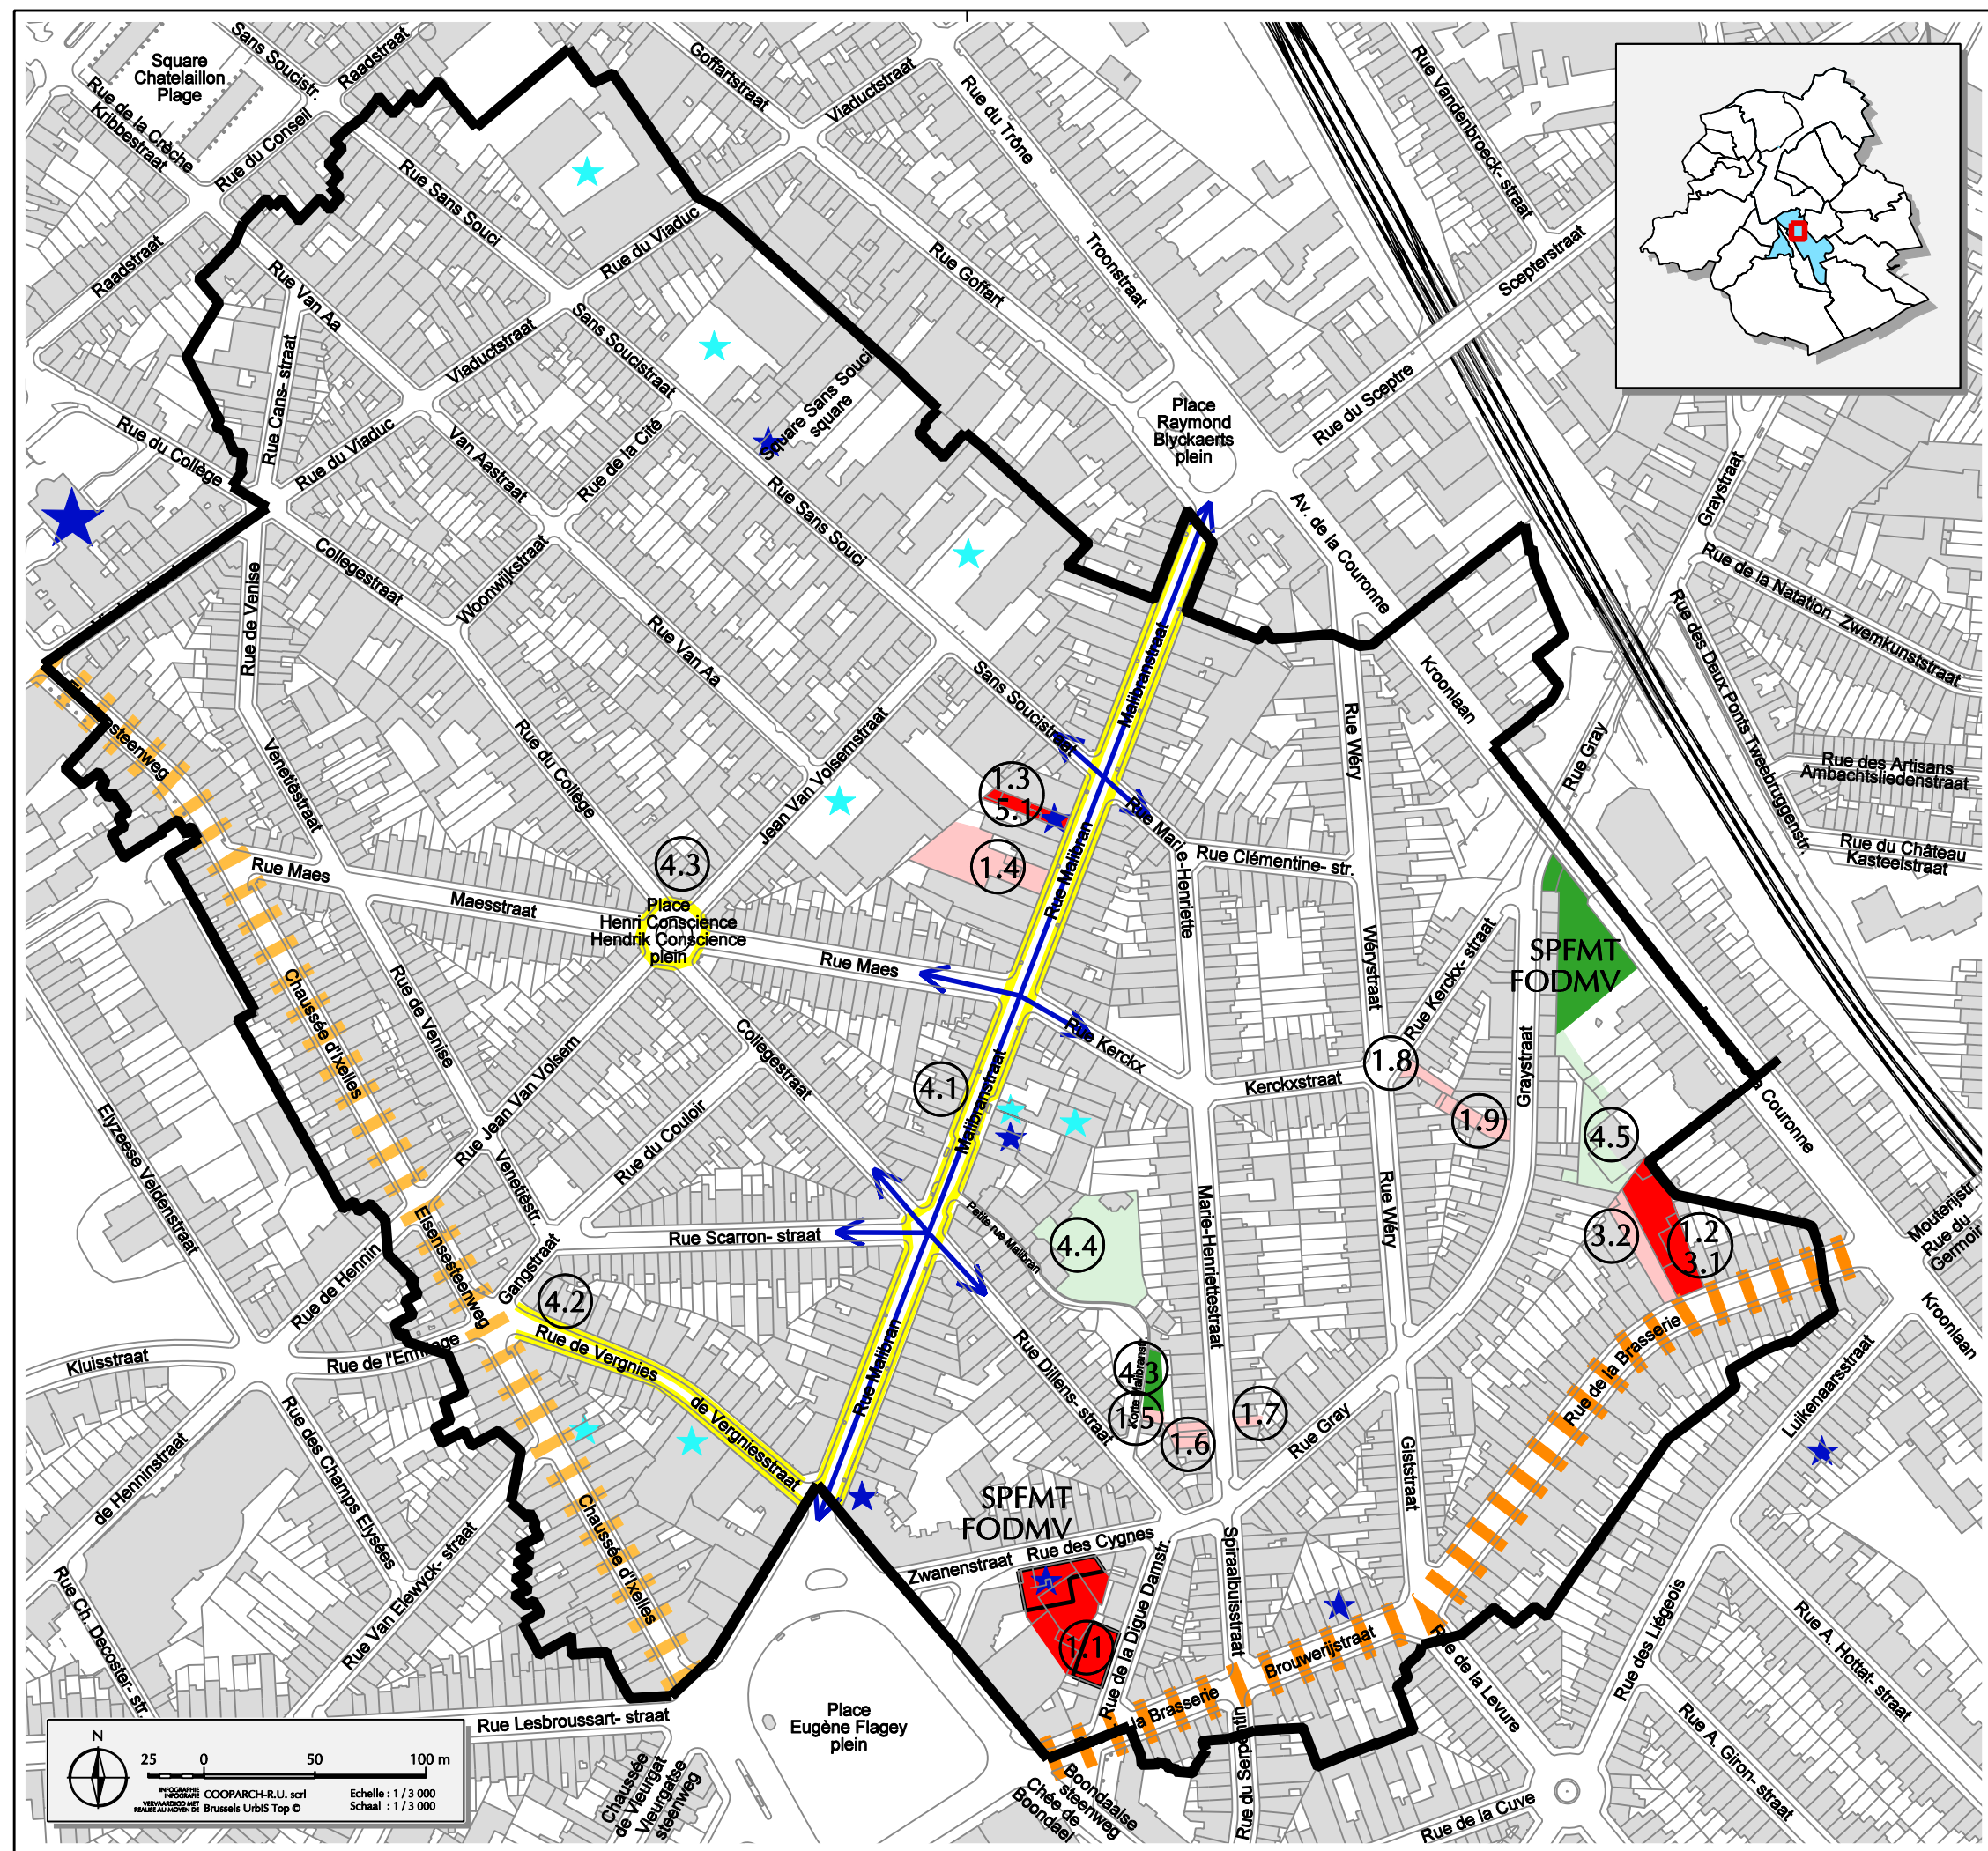 Square
Chatelaillon
Plage
Sans Soucistr.
Raadstraat
Rue de la Crèche
Kribbestraat
Rue du Conseil
Goffartstraat
Viaductstraat
Rue du Trône
Troonstraat
Rue Vandenbroeck- straat
Scepterstraat
Rue du Sceptre
Raadstraat
Rue Sans Souci
Rue Van Aa
Rue du Viaduc
Rue Goffart
Rue Cans- straat
Viaductstraat
Sans Soucistraat
Square Sans Souci
square
Place
Raymond
Blyckaerts
plein
Rue du Collège
Rue du Viaduc
Van Aastraat
Rue de la Cité
Rue Sans Souci
Av. de la Couronne
Graystraat
Rue de la Natation Zwemkunststraat
Rue des Deux Ponts Tweebruggenstr.
Collegestraat
Woonwijkstraat
Rue de Venise
Rue Van Aa
Sans Soucistraat
Malibranstraat
Kroonlaan
Rue Wéry
Rue Gray
Rue des Artisans
Ambachtsliedenstraat
Rue du Château
Kasteelstraat
steenweg
Venetiëstraat
Rue du Collège
Jean Van Volsemstraat
1.3
5.1
1.4
Rue Malibran
Rue Marie-Henriette
Rue Clémentine- str.
4.3
Place
Henri Conscience
Hendrik Conscience
plein
Rue Maes
Maesstraat
Rue Maes
Wérystraat
Rue Kerckx- straat
SPFMT
FODMV
Chaussée d'Ixelles
Rue de Venise
Rue Jean Van Volsem
Collegestraat
4.1
Malibranstraat
Rue Kerckx
Kerckxstraat
1.8
1.9
Graystraat
4.5
Couronne
Elyzeese Veldenstraat
Elsensesteenweg
Venetiëstr.
Rue du Couloir
Rue Scarron- straat
Petite rue Malibran
4.4
Marie-Henriettestraat
Rue Wéry
3.2
1.2
3.1
Mouterijstr.
Rue du
Germoir
Kroonlaan
Rue de Hennin
Gangstraat
4.2
Kluisstraat
Rue de l'Ermitage
Rue de Vergnies
de Vergniesstraat
Rue Malibran
Rue Dillens- straat
Korte Malibranstr.
1.6
1.7
Rue Gray
Giststraat
Rue de la Brasserie
Luikenaarsstraat
de Henninstraat
Rue des Champs Elysées
Rue Van Elewyck- straat
Rue Ch. Decoster- str.
Chaussée d'Ixelles
SPFMT
FODMV
Zwanenstraat
Rue des Cygnes
1.1
Rue de la Digue Damstr.
Spiraalbuisstraat
Brouwerijstraat
la Brasserie
Rue de la Levure
Rue des Liégeois
Rue A. Hottat- straat
Rue A. Giron- straat
Rue Lesbroussart- straat
Place
Eugène Flagey
plein
Chaussée
de Vleurgat
Vleurgatse
steenweg
Boondaalse
steenweg
Chée de
Boondael
Rue du Serpentin
Rue de la Cuve
N
25 0 50 100 m
INFOGRAPHIE
INFOGRAFIE
COOPARCH-R.U. scrl
VERVAARDIGD MET
REALISE AU MOYEN DE
Brussels UrbIS Top ©
Echelle : 1 / 3 000
Schaal : 1 / 3 000